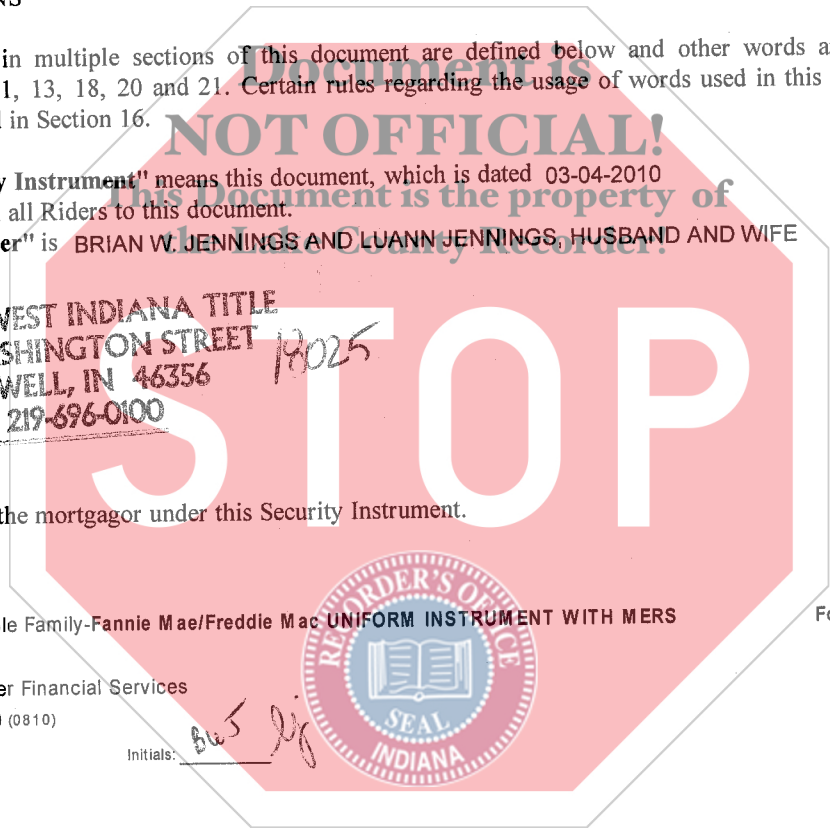 NS
in multiple sections of this document are defined below and other words a
1, 13, 18, 20 and 21. Certain rules regarding the usage of words used in this
in Section 16.
Document is
NOT OFFICIAL!
This Document is the property of
the Lake County Recorder!
STOP
y Instrument" means this document, which is dated 03-04-2010
all Riders to this document.
er" is BRIAN W. JENNINGS AND LUANN JENNINGS, HUSBAND AND WIFE
WEST INDIANA TITLE
SHINGTON STREET
WELL, IN 46356
219-696-0100
18025
the mortgagor under this Security Instrument.
le Family-Fannie Mae/Freddie Mac UNIFORM INSTRUMENT WITH MERS
Fo
er Financial Services
(0810)
Initials: BWJ LJ
RECORDER'S OFFICE
SEAL
INDIANA